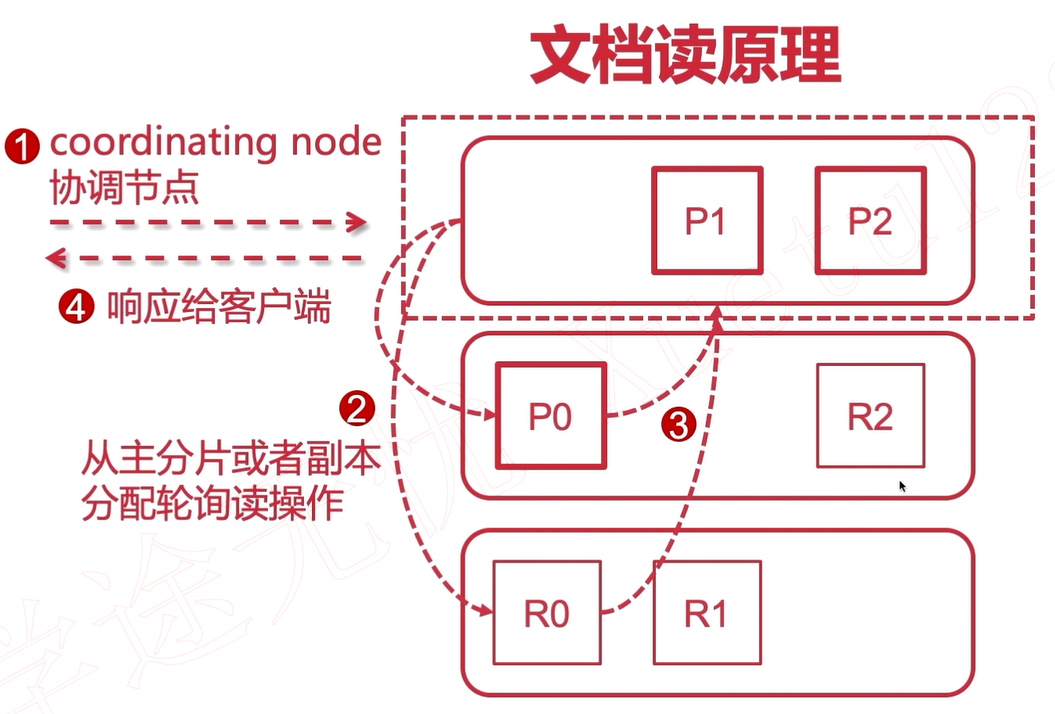 文档读原理
1 coordinating node
协调节点
4 响应给客户端
2
从主分片或者副本
分配轮询读操作
3
P1 P2
P0 R2
R0 R1